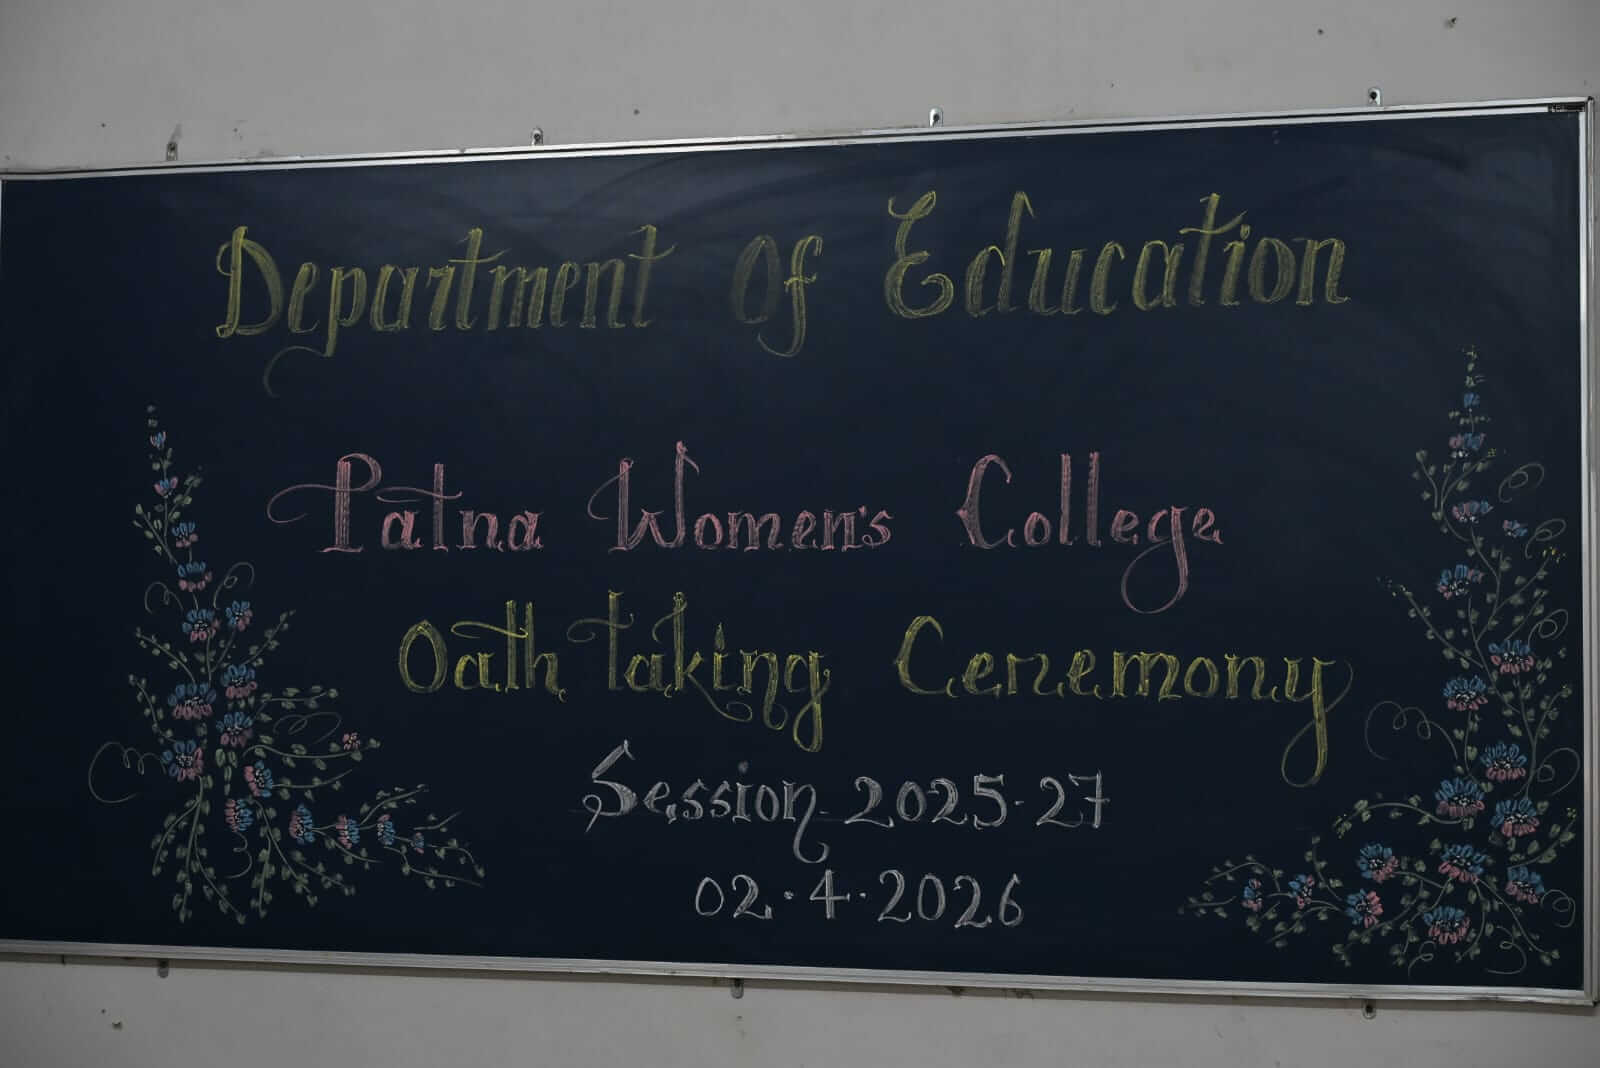 Department Of Education
Patna Women's College
Oath taking Ceremony
Session 2025-27
02.4.2026